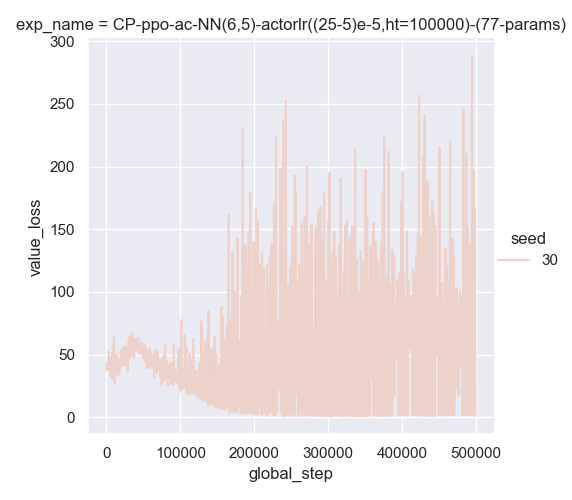 exp_name = CP-ppo-ac-NN(6,5)-actorlr((25-5)e-5,ht=100000)-(77-params)
300
250
200
150
100
50
0
value_loss
0 100000 200000 300000 400000 500000
global_step
seed
30